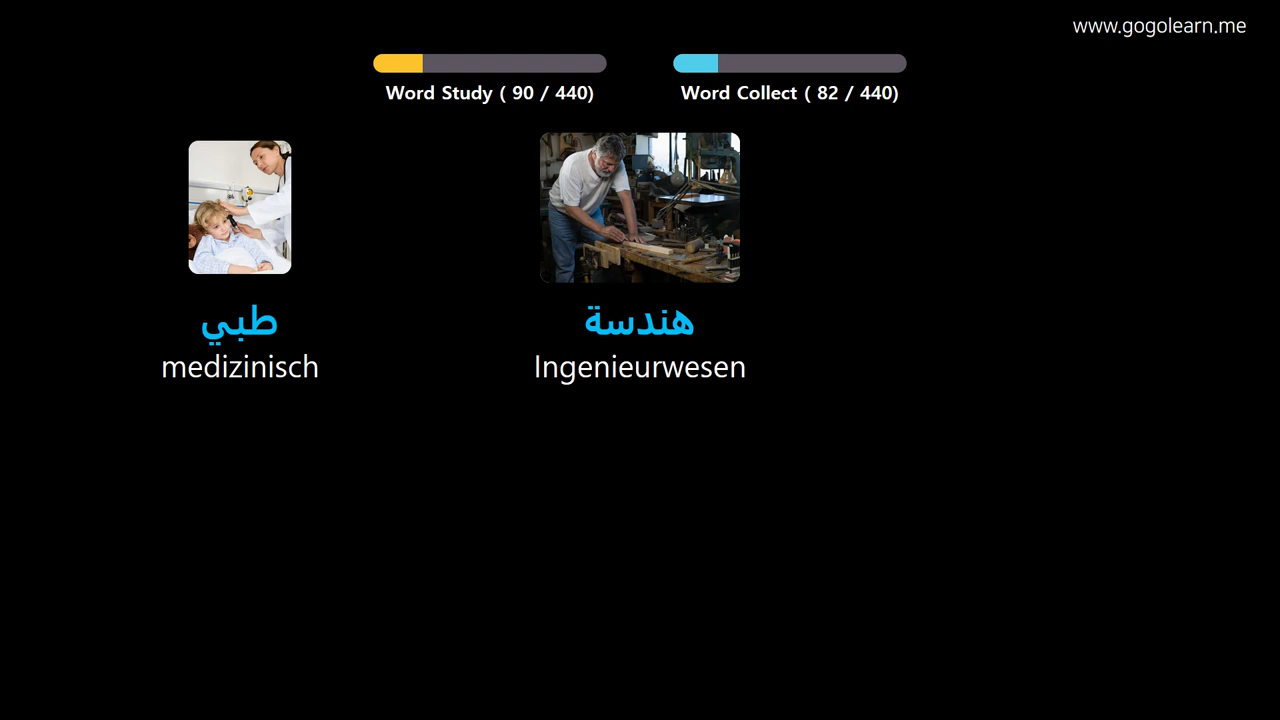 www.gogolearn.me
Word Study ( 90 / 440)
Word Collect ( 82 / 440)
طبي
medizinisch
هندسة
Ingenieurwesen